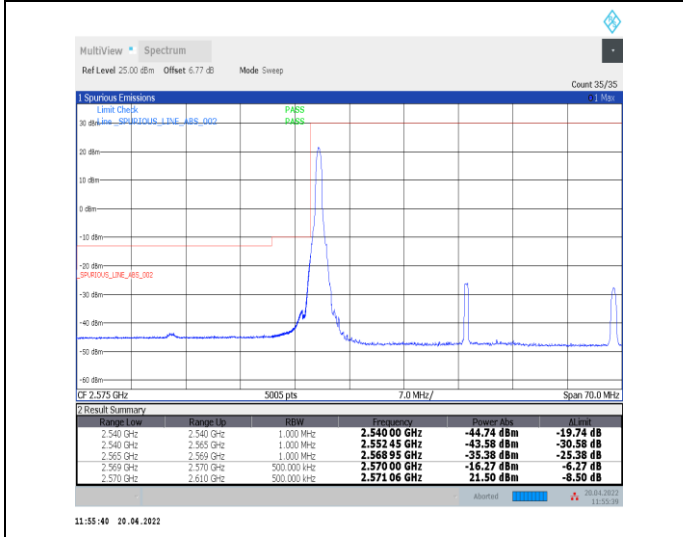 MultiView Spectrum
Ref Level 25.00 dBm Offset 6.77 dB Mode Sweep
Count 35/35
1 Spurious Emissions 1 Max
Limit Check PASS
Line _SPURIOUS_LINE_ABS_002 PASS
30 dBm
20 dBm
10 dBm
0 dBm
-10 dBm
-20 dBm
_SPURIOUS_LINE_ABS_002
-30 dBm
-40 dBm
-50 dBm
-60 dBm
CF 2.575 GHz 5005 pts 7.0 MHz/ Span 70.0 MHz
2 Result Summary
Range Low Range Up RBW Frequency Power Abs ΔLimit
2.540 GHz 2.540 GHz 1.000 MHz 2.540 00 GHz -44.74 dBm -19.74 dB
2.540 GHz 2.565 GHz 1.000 MHz 2.552 45 GHz -43.58 dBm -30.58 dB
2.565 GHz 2.569 GHz 1.000 MHz 2.568 95 GHz -35.38 dBm -25.38 dB
2.569 GHz 2.570 GHz 500.000 kHz 2.570 00 GHz -16.27 dBm -6.27 dB
2.570 GHz 2.610 GHz 500.000 kHz 2.571 06 GHz 21.50 dBm -8.50 dB
Aborted 20.04.2022
11:55:39
11:55:40 20.04.2022